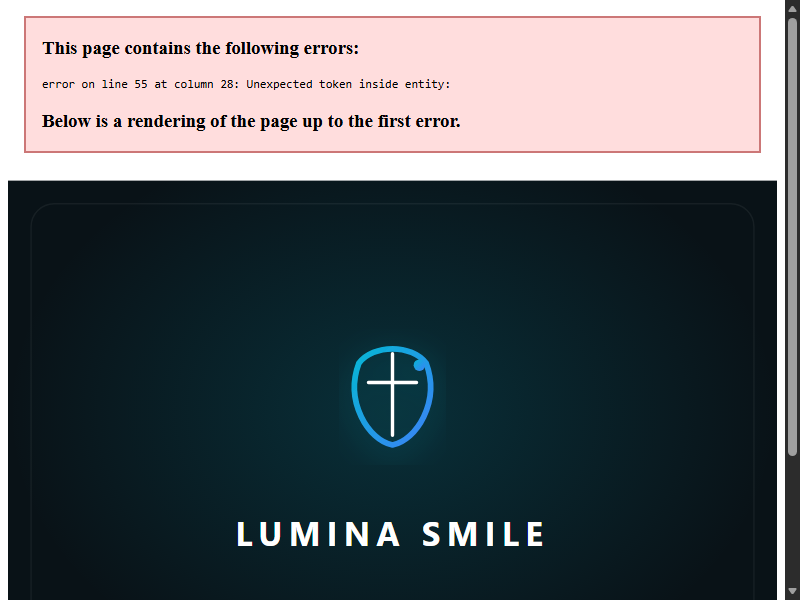 This page contains the following errors:
error on line 55 at column 28: Unexpected token inside entity:
Below is a rendering of the page up to the first error.
LUMINA SMILE